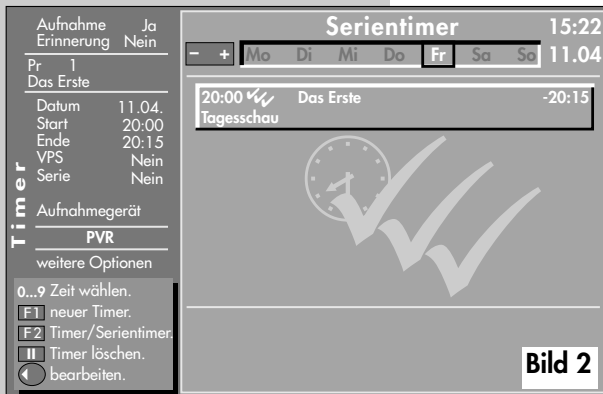 Aufnahme Ja
Erinnerung Nein
Pr 1
Das Erste
Datum 11.04.
Start 20:00
Ende 20:15
VPS Nein
Serie Nein
Aufnahmegerät
PVR
weitere Optionen
Timer
0...9 Zeit wählen.
F1 neuer Timer.
F2 Timer/Serientimer.
II Timer löschen.
bearbeiten.
Serientimer 15:22
- + Mo Di Mi Do Fr Sa So 11.04
20:00 Das Erste -20:15
Tagesschau
Bild 2